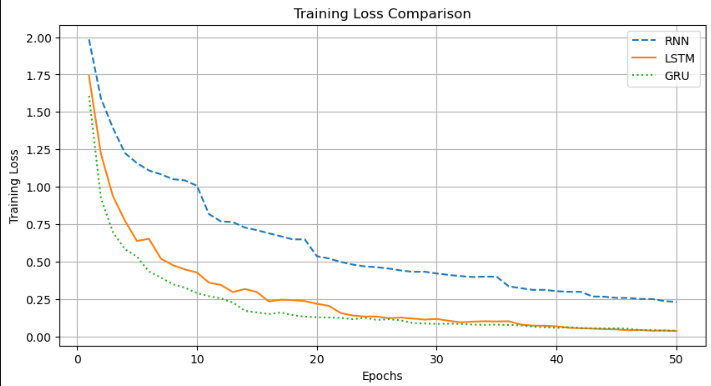 Training Loss Comparison
2.00
1.75
1.50
1.25
1.00
0.75
0.50
0.25
0.00
Training Loss
RNN
LSTM
GRU
0 10 20 30 40 50
Epochs